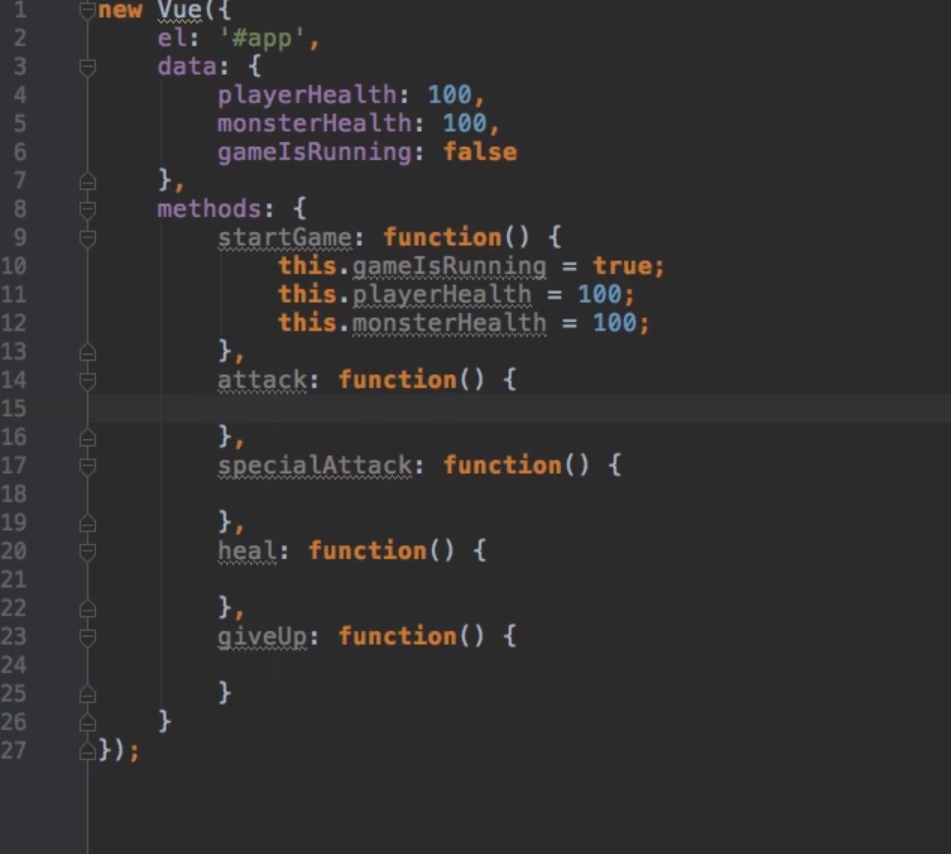 1 new Vue({
2     el: '#app',
3     data: {
4         playerHealth: 100,
5         monsterHealth: 100,
6         gameIsRunning: false
7     },
8     methods: {
9         startGame: function() {
10             this.gameIsRunning = true;
11             this.playerHealth = 100;
12             this.monsterHealth = 100;
13         },
14         attack: function() {
15
16         },
17         specialAttack: function() {
18
19         },
20         heal: function() {
21
22         },
23         giveUp: function() {
24
25         }
26     }
27 });